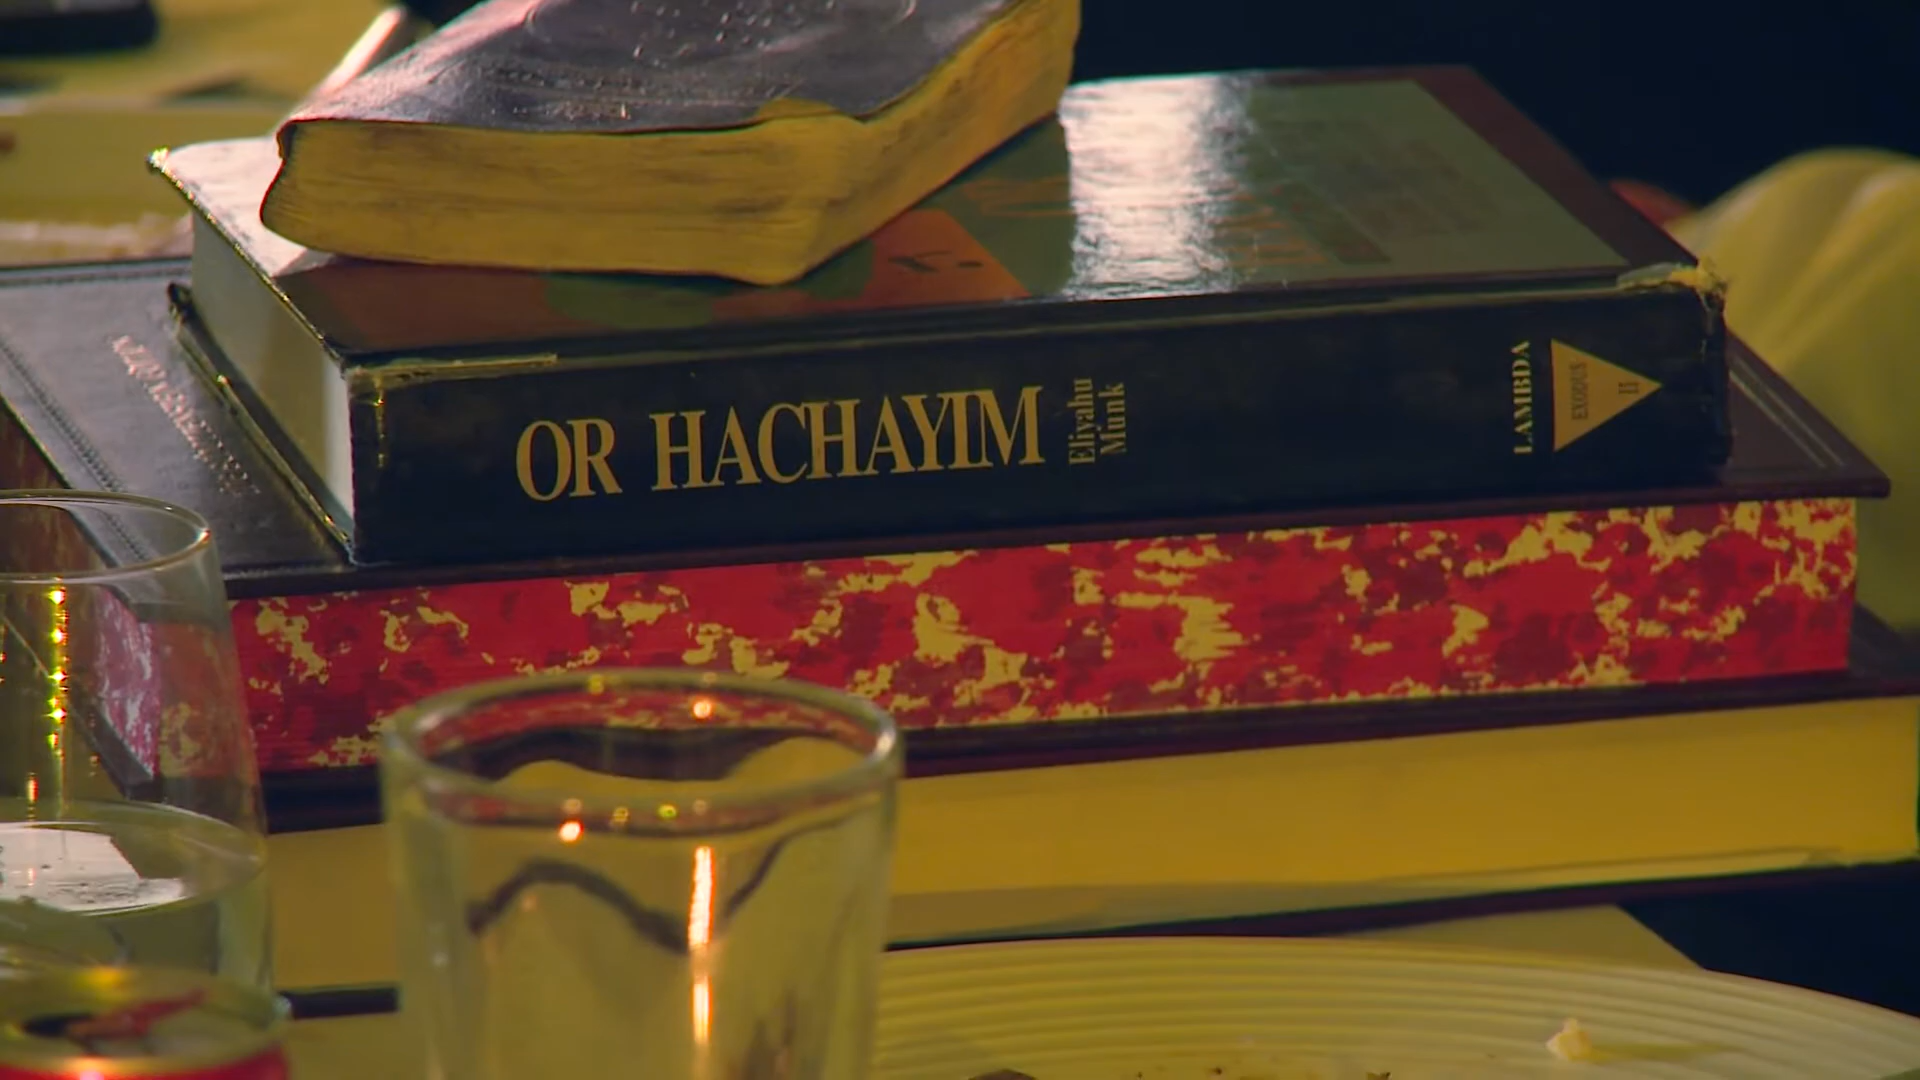 OR HACHAYIM
Eliyahu
Munk
LAMBDA
EXODUS
II